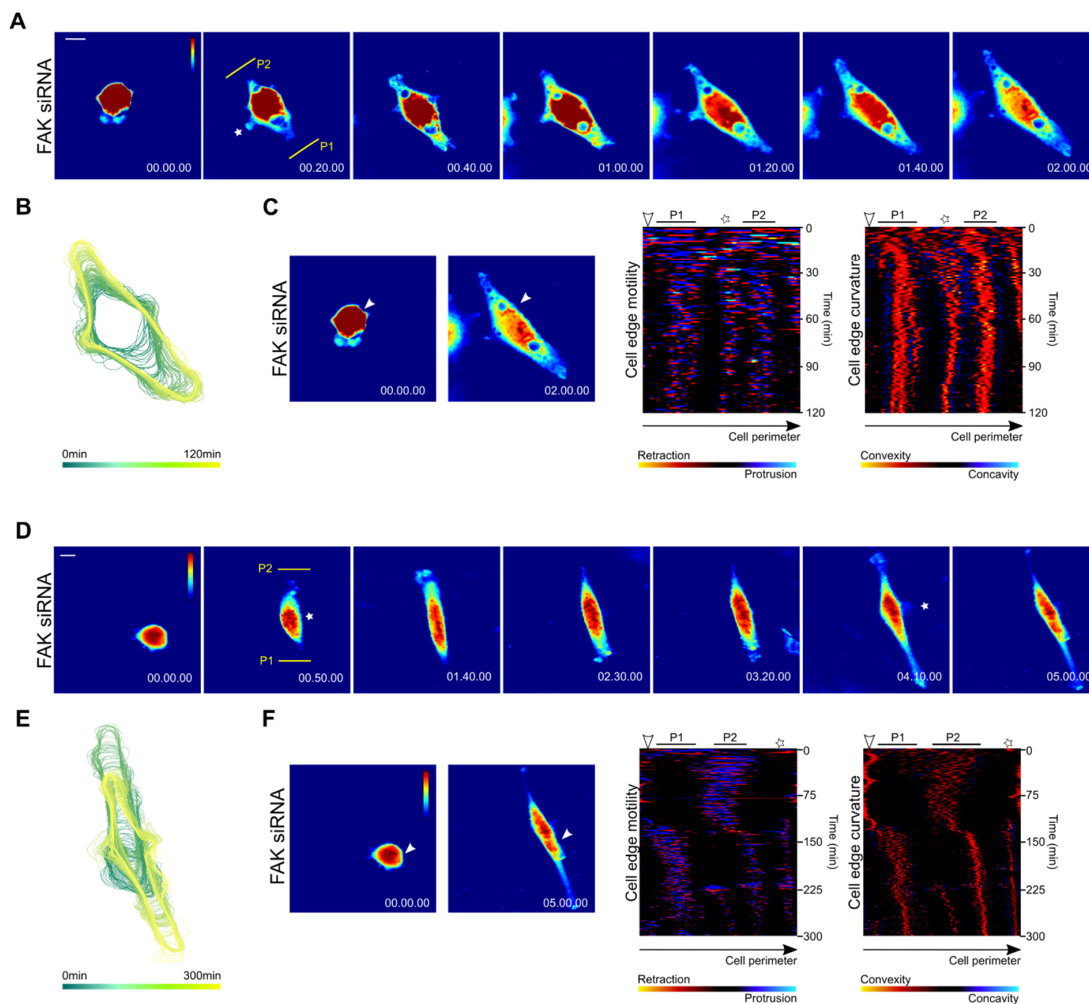 A
FAK siRNA
P2
P1
00.00.00
00.20.00
00.40.00
01.00.00
01.20.00
01.40.00
02.00.00
B
0min
120min
C
FAK siRNA
00.00.00
02.00.00
P1
P2
Cell edge motility
0
30
60
90
120
Time (min)
Cell perimeter
Retraction
Protrusion
P1
P2
Cell edge curvature
0
30
60
90
120
Time (min)
Cell perimeter
Convexity
Concavity
D
FAK siRNA
P2
P1
00.00.00
00.50.00
01.40.00
02.30.00
03.20.00
04.10.00
05.00.00
E
0min
300min
F
FAK siRNA
00.00.00
05.00.00
P1
P2
Cell edge motility
0
75
150
225
300
Time (min)
Cell perimeter
Retraction
Protrusion
P1
P2
Cell edge curvature
0
75
150
225
300
Time (min)
Cell perimeter
Convexity
Concavity